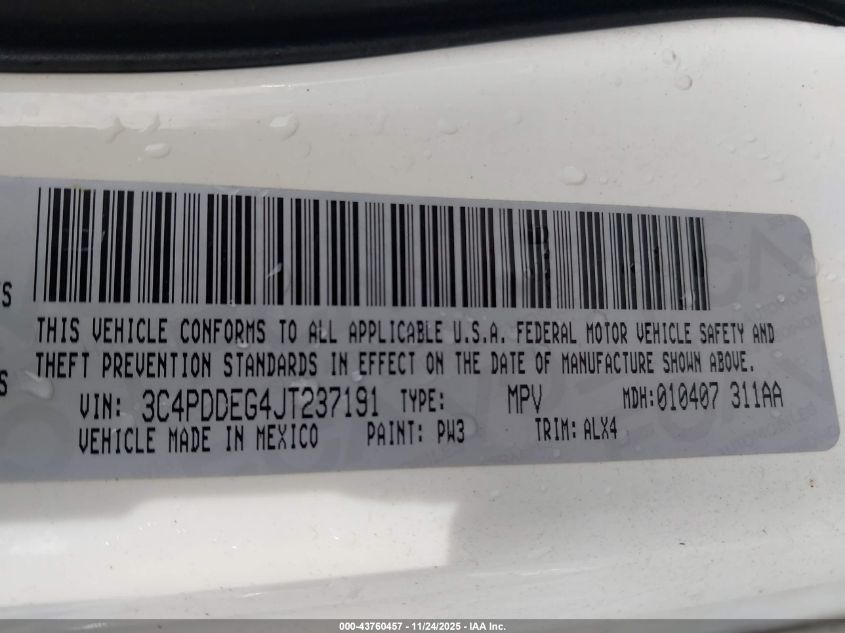 THIS VEHICLE CONFORMS TO ALL APPLICABLE U.S.A. FEDERAL MOTOR VEHICLE SAFETY AND
S
THEFT PREVENTION STANDARDS IN EFFECT ON THE DATE OF MANUFACTURE SHOWN ABOVE.
S
VIN: 3C4PDDEG4JT237191 TYPE: MPV MDH:010407 311AA
VEHICLE MADE IN MEXICO PAINT: PW3 TRIM: ALX4
000-43760457 - 11/24/2025 - IAA Inc.